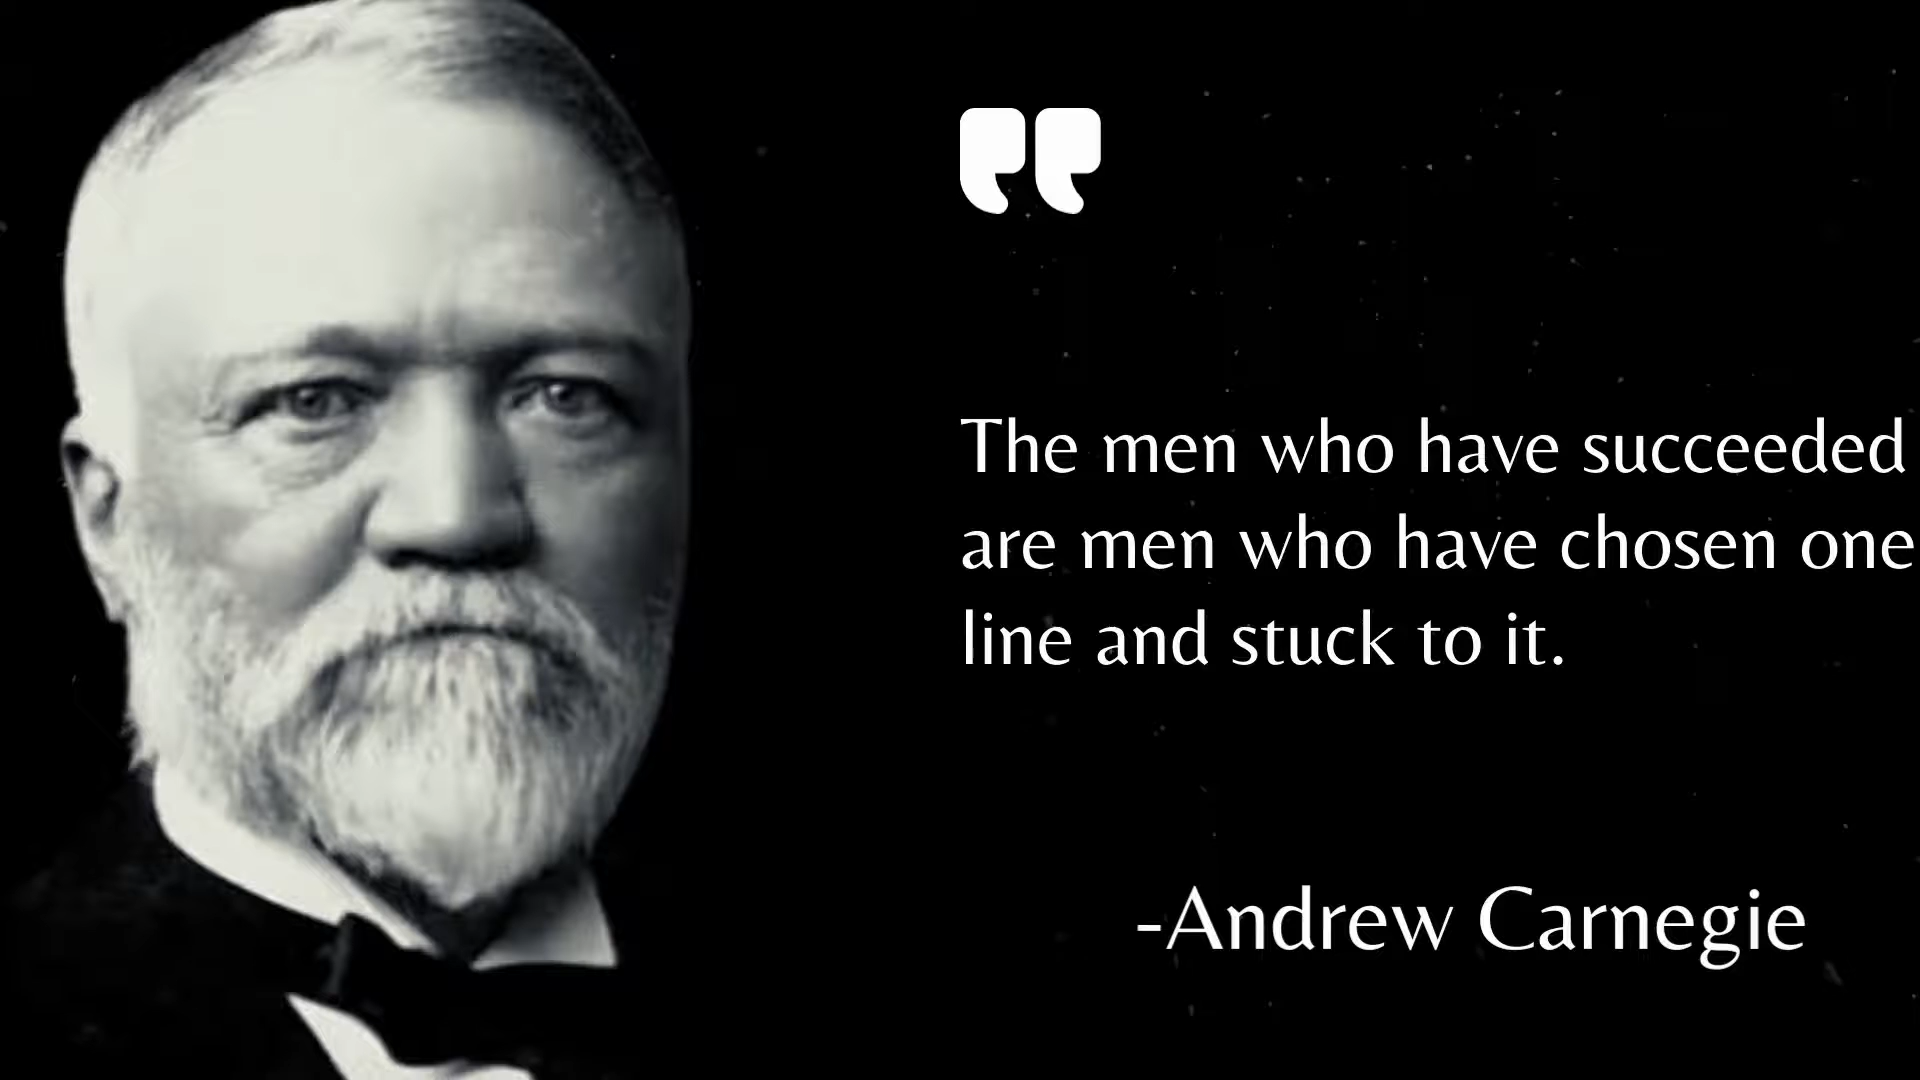 The men who have succeeded
are men who have chosen one
line and stuck to it.
-Andrew Carnegie